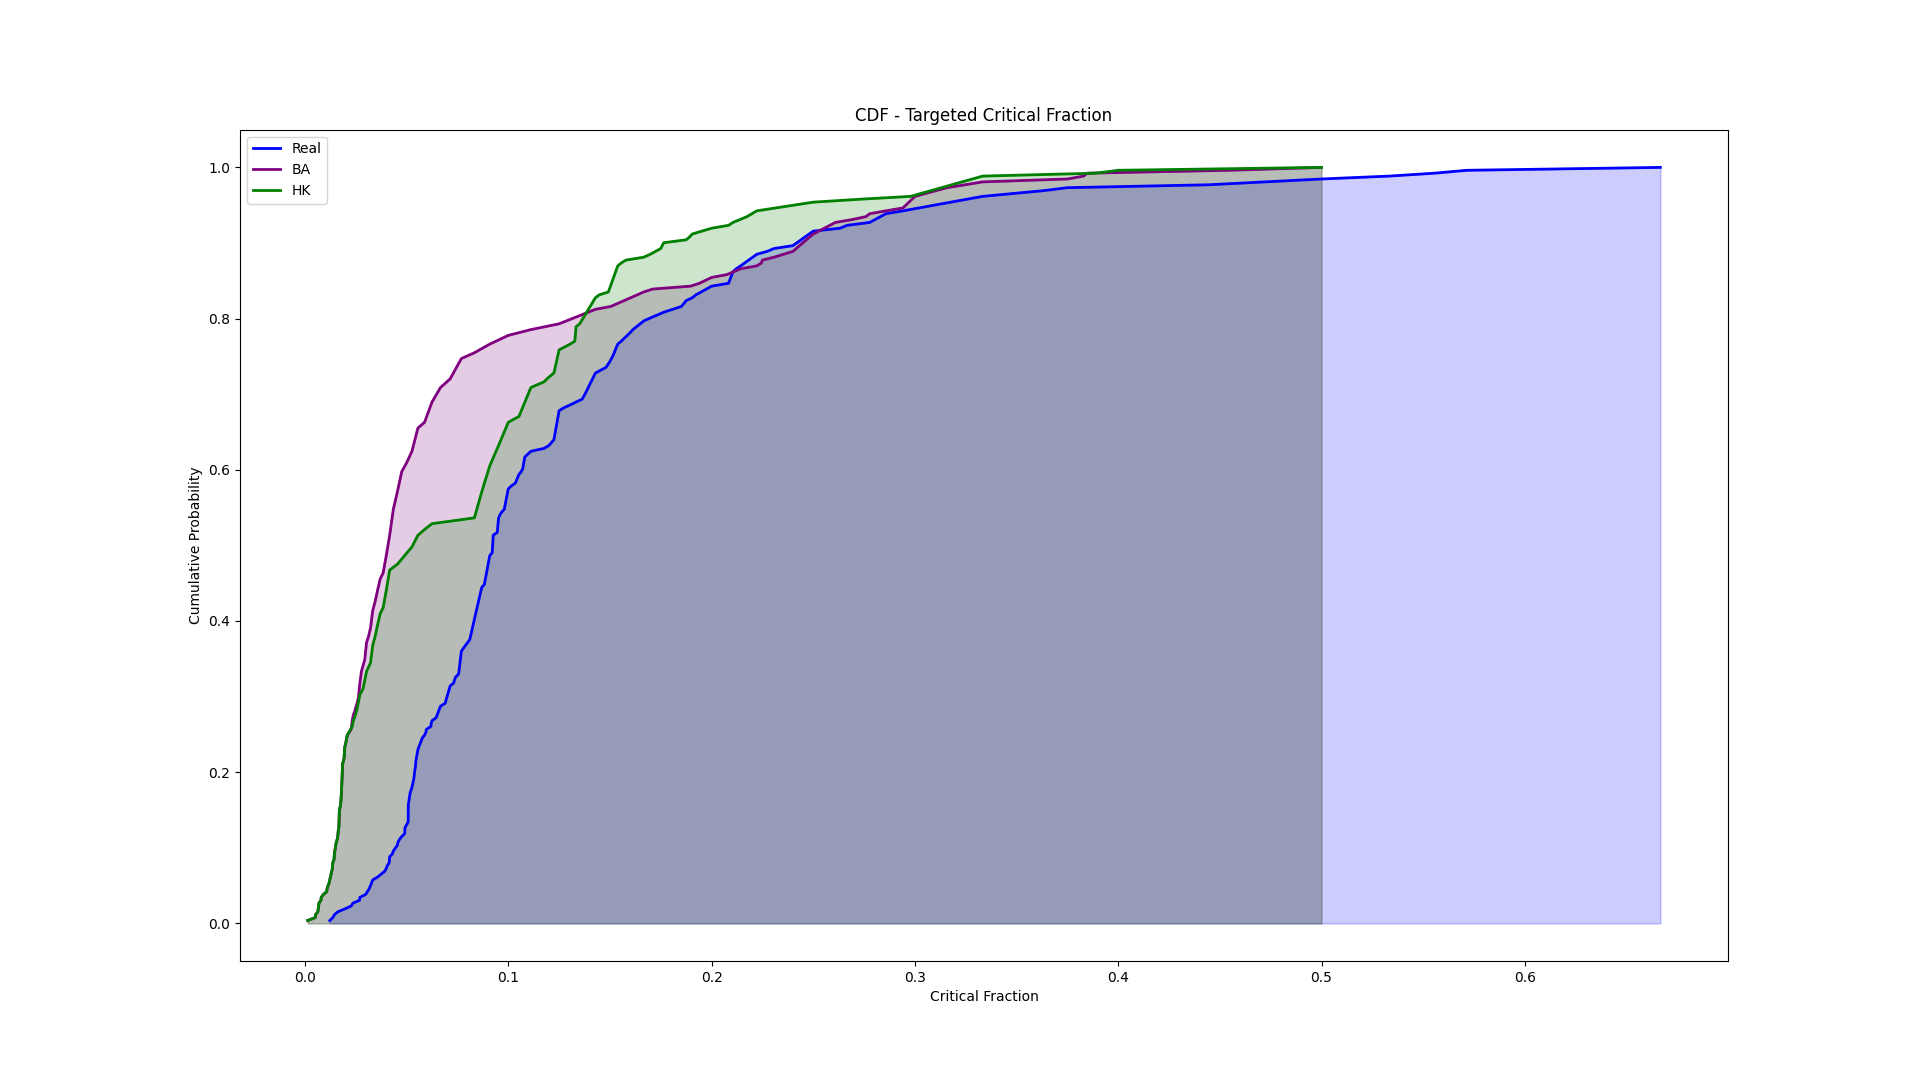 CDF - Targeted Critical Fraction
Real
BA
HK
1.0
0.8
0.6
0.4
0.2
0.0
Cumulative Probability
0.0 0.1 0.2 0.3 0.4 0.5 0.6
Critical Fraction